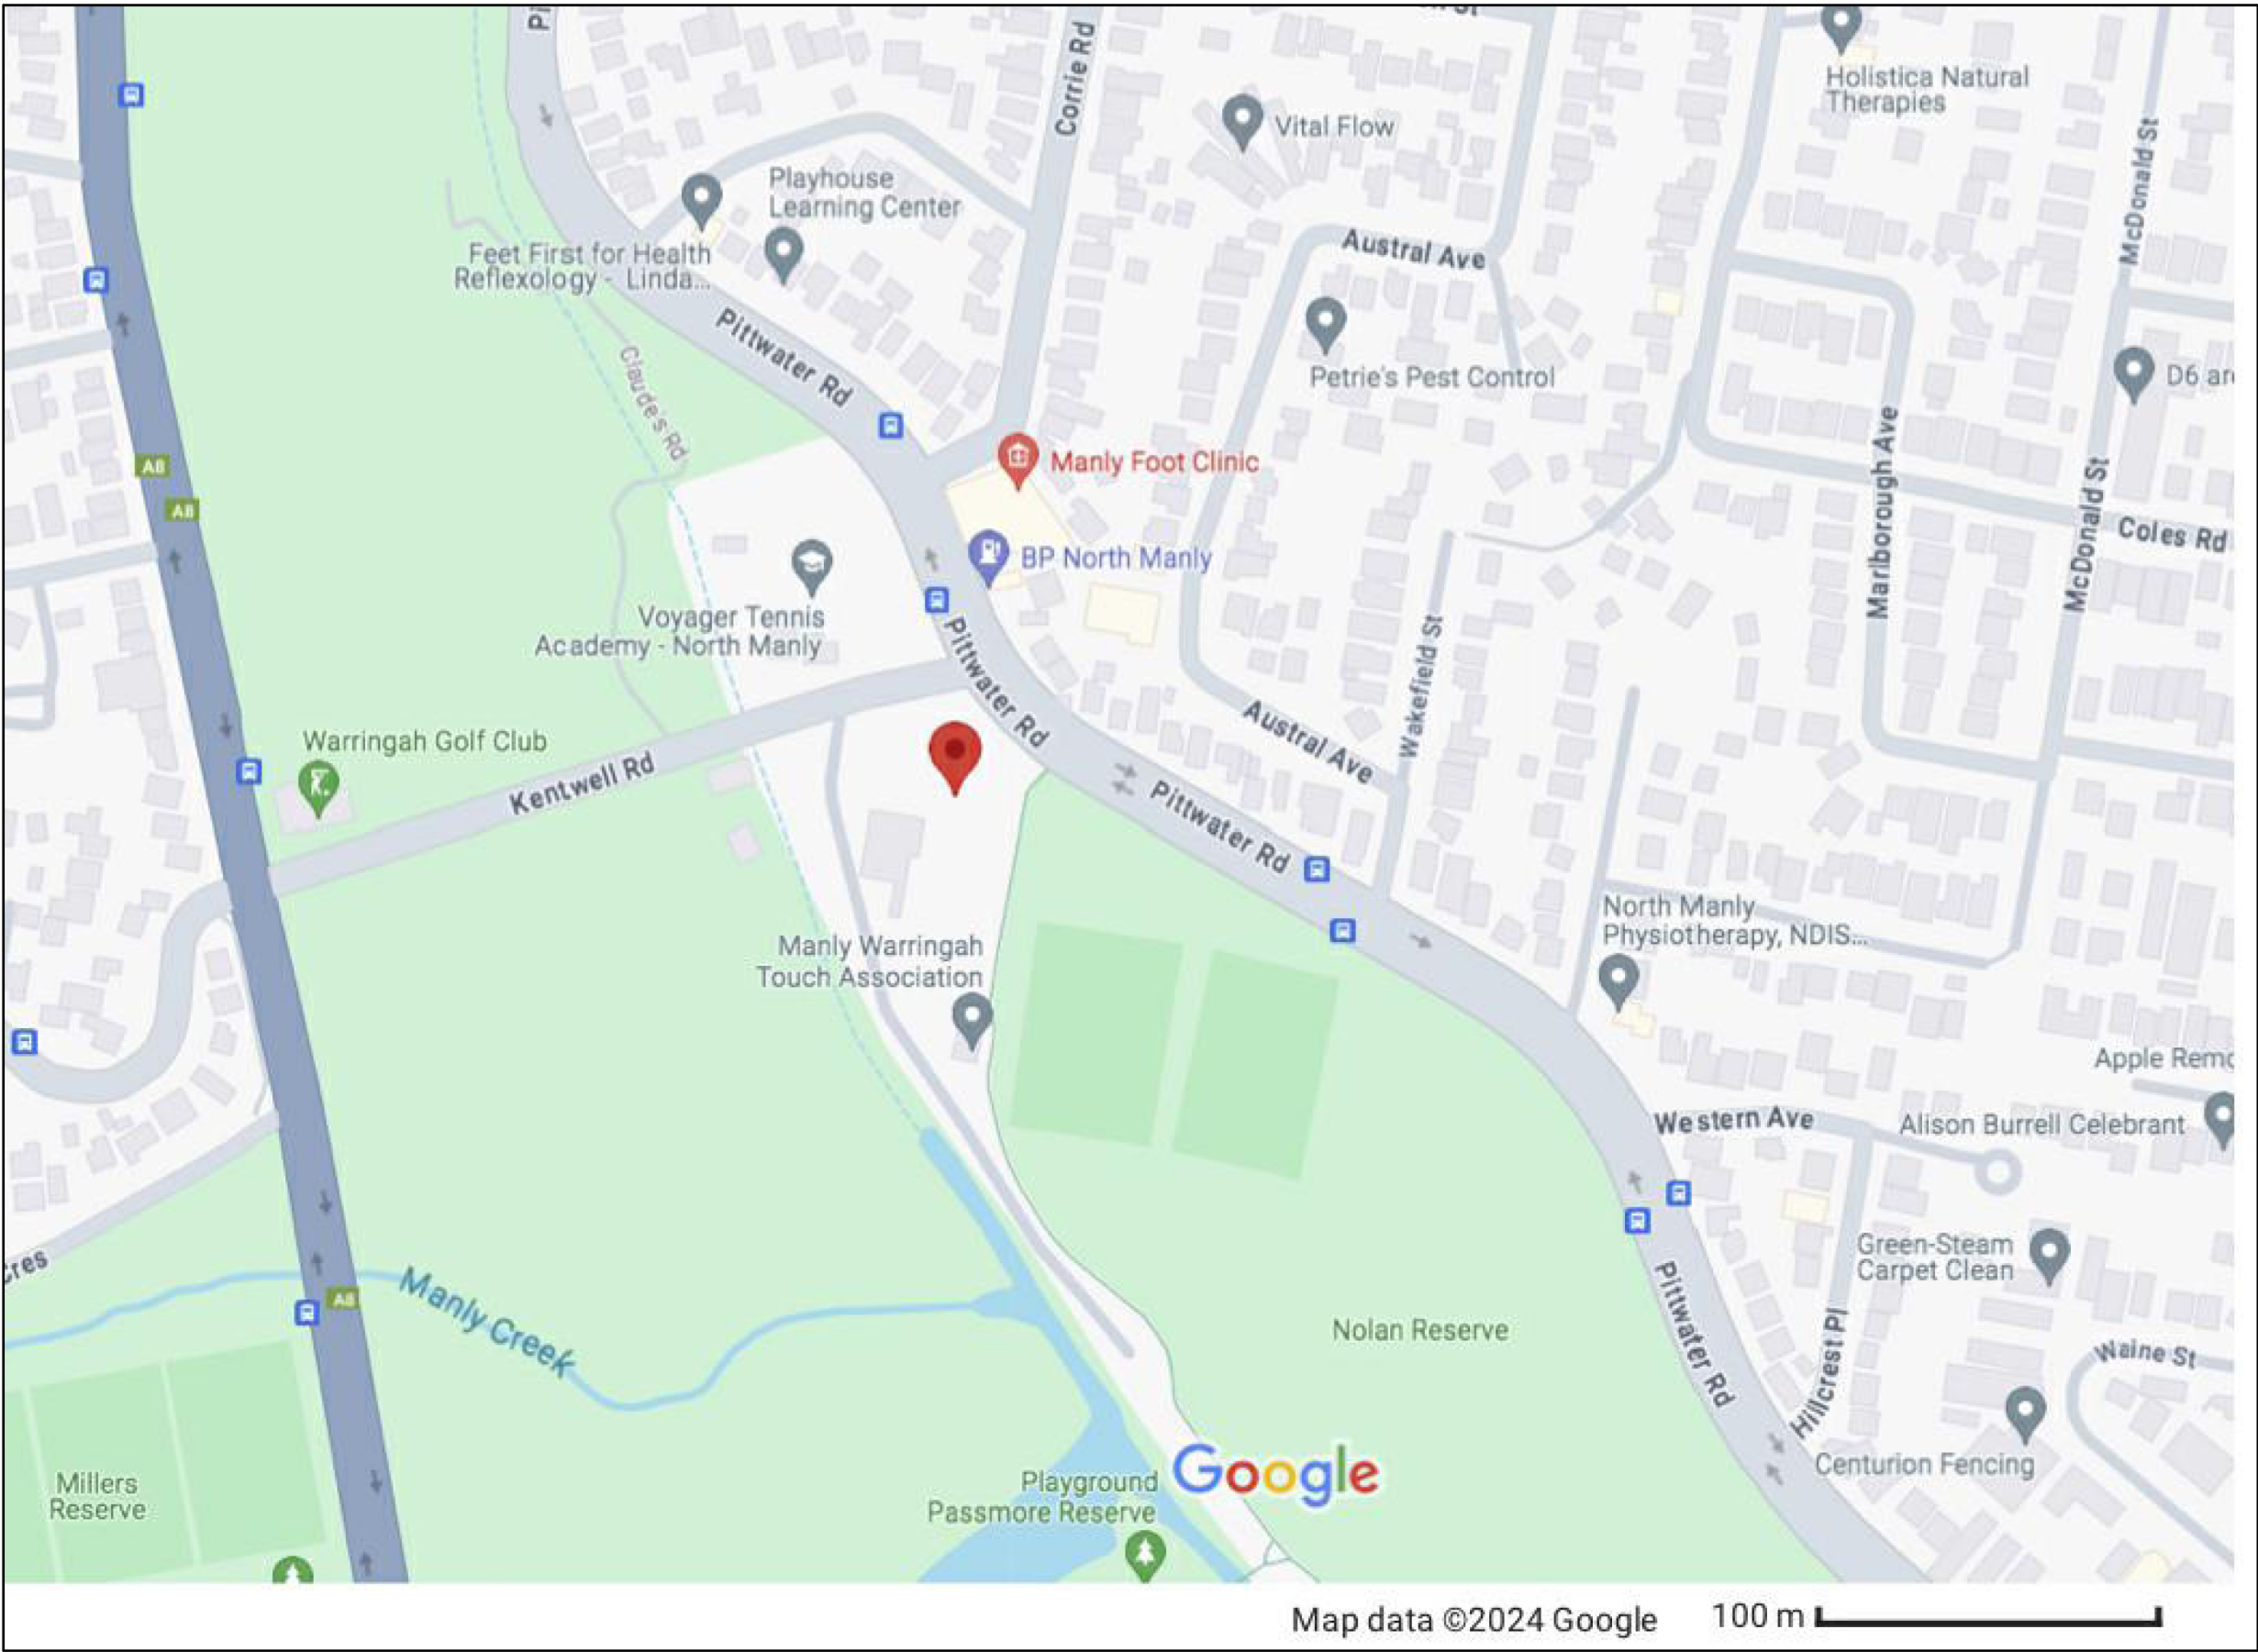 Pi
Corrie Rd
Holistica Natural
Therapies
Vital Flow
McDonald St
Playhouse
Learning Center
Feet First for Health
Reflexology - Linda...
Austral Ave
Pittwater Rd
Claude's Rd
Petrie's Pest Control
D6 are
A8
Manly Foot Clinic
Marlborough Ave
McDonald St
A8
Coles Rd
BP North Manly
Voyager Tennis
Academy - North Manly
Pittwater Rd
Wakefield St
Austral Ave
Warringah Golf Club
Kentwell Rd
Pittwater Rd
North Manly
Physiotherapy, NDIS...
Manly Warringah
Touch Association
Apple Remo
Western Ave
Alison Burrell Celebrant
Green-Steam
Carpet Clean
Cres
Manly Creek
A8
Nolan Reserve
Pittwater Rd
Hillcrest Pl
Waine St
Millers
Reserve
Playground
Passmore Reserve
Google
Centurion Fencing
Map data ©2024 Google
100 m